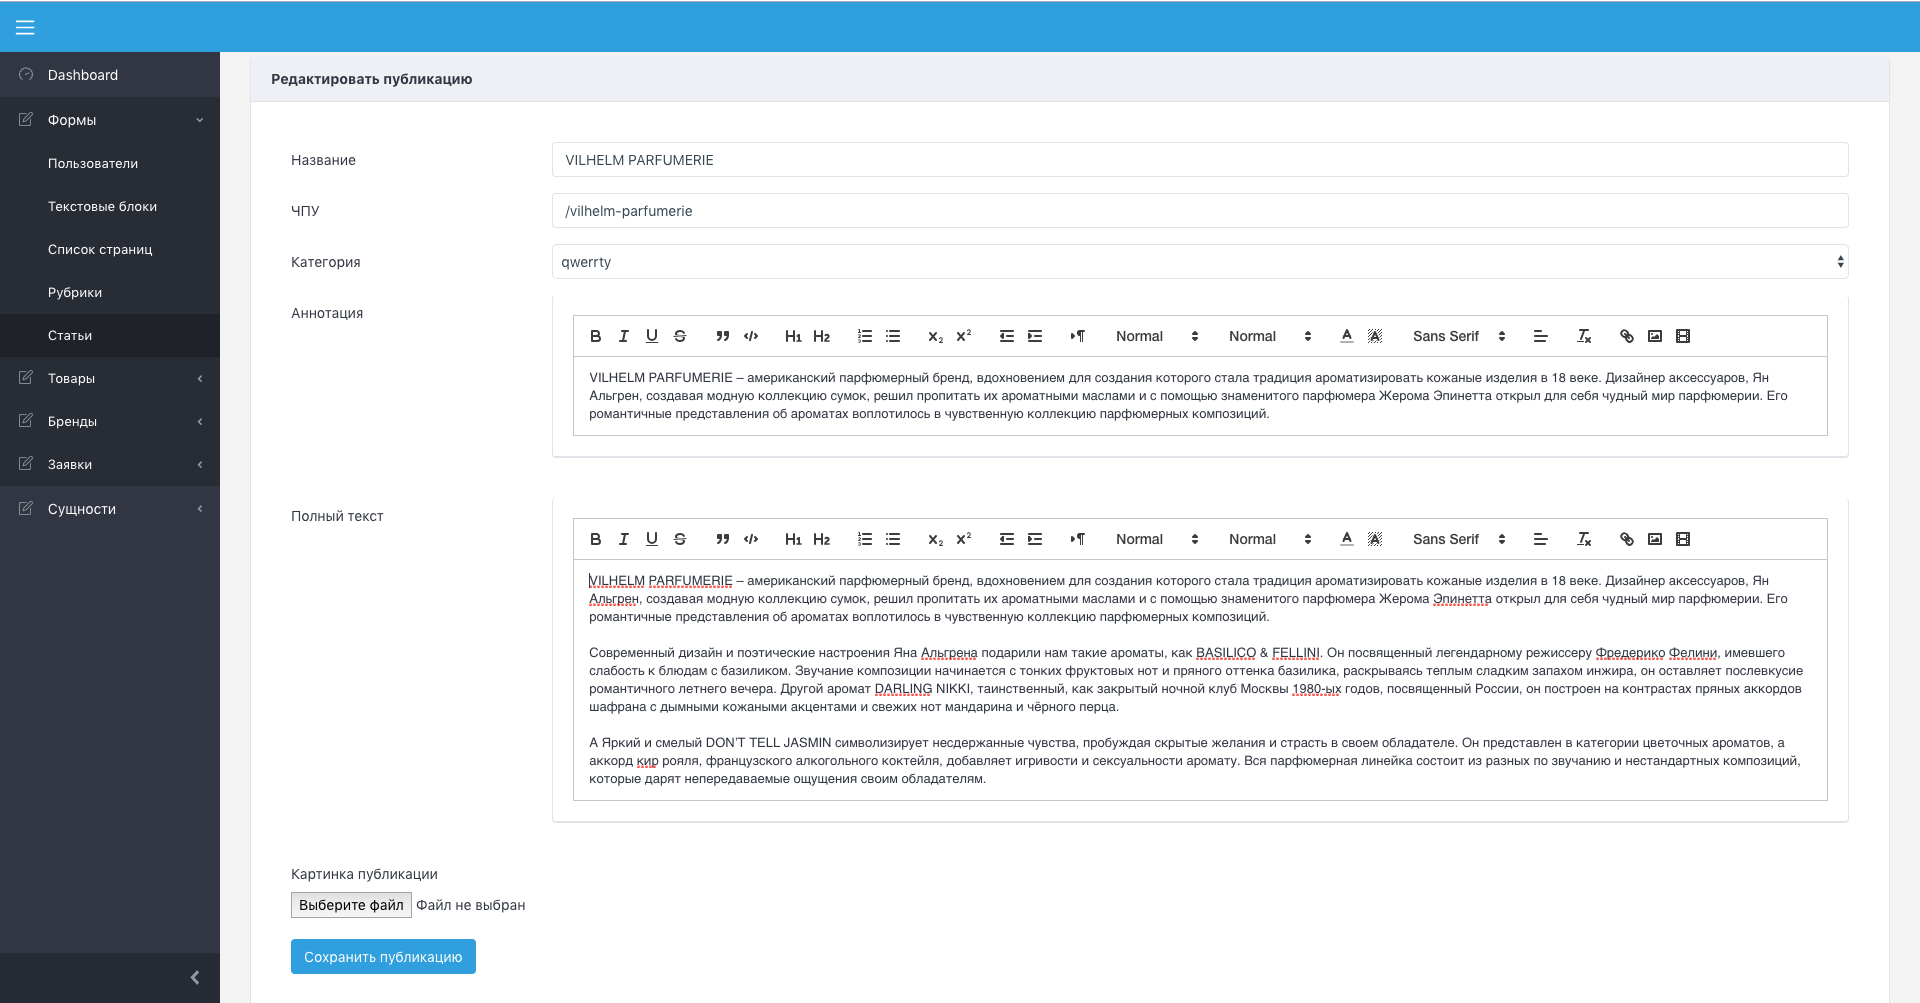 Dashboard
Формы
Пользователи
Текстовые блоки
Список страниц
Рубрики
Статьи
Товары
Бренды
Заявки
Сущности
Редактировать публикацию
Название
VILHELM PARFUMERIE
ЧПУ
/vilhelm-parfumerie
Категория
qwerrty
Аннотация
B I U S H1 H2 X2 X2 Normal Normal A A Sans Serif Tx
VILHELM PARFUMERIE – американский парфюмерный бренд, вдохновением для создания которого стала традиция ароматизировать кожаные изделия в 18 веке. Дизайнер аксессуаров, Ян
Альгрен, создавая модную коллекцию сумок, решил пропитать их ароматными маслами и с помощью знаменитого парфюмера Жерома Эпинетта открыл для себя чудный мир парфюмерии. Его
романтичные представления об ароматах воплотилось в чувственную коллекцию парфюмерных композиций.
Полный текст
B I U S H1 H2 X2 X2 Normal Normal A A Sans Serif Tx
VILHELM PARFUMERIE – американский парфюмерный бренд, вдохновением для создания которого стала традиция ароматизировать кожаные изделия в 18 веке. Дизайнер аксессуаров, Ян
Альгрен, создавая модную коллекцию сумок, решил пропитать их ароматными маслами и с помощью знаменитого парфюмера Жерома Эпинетта открыл для себя чудный мир парфюмерии. Его
романтичные представления об ароматах воплотилось в чувственную коллекцию парфюмерных композиций.
Современный дизайн и поэтические настроения Яна Альгрена подарили нам такие ароматы, как BASILICO & FELLINI. Он посвященный легендарному режиссеру Фредерико Фелини, имевшего
слабость к блюдам с базиликом. Звучание композиции начинается с тонких фруктовых нот и пряного оттенка базилика, раскрываясь теплым сладким запахом инжира, он оставляет послевкусие
романтичного летнего вечера. Другой аромат DARLING NIKKI, таинственный, как закрытый ночной клуб Москвы 1980-ых годов, посвященный России, он построен на контрастах пряных аккордов
шафрана с дымными кожаными акцентами и свежих нот мандарина и чёрного перца.
А Яркий и смелый DON'T TELL JASMIN символизирует несдержанные чувства, пробуждая скрытые желания и страсть в своем обладателе. Он представлен в категории цветочных ароматов, а
аккорд кир рояля, французского алкогольного коктейля, добавляет игривости и сексуальности аромату. Вся парфюмерная линейка состоит из разных по звучанию и нестандартных композиций,
которые дарят непередаваемые ощущения своим обладателям.
Картинка публикации
Выберите файл Файл не выбран
Сохранить публикацию